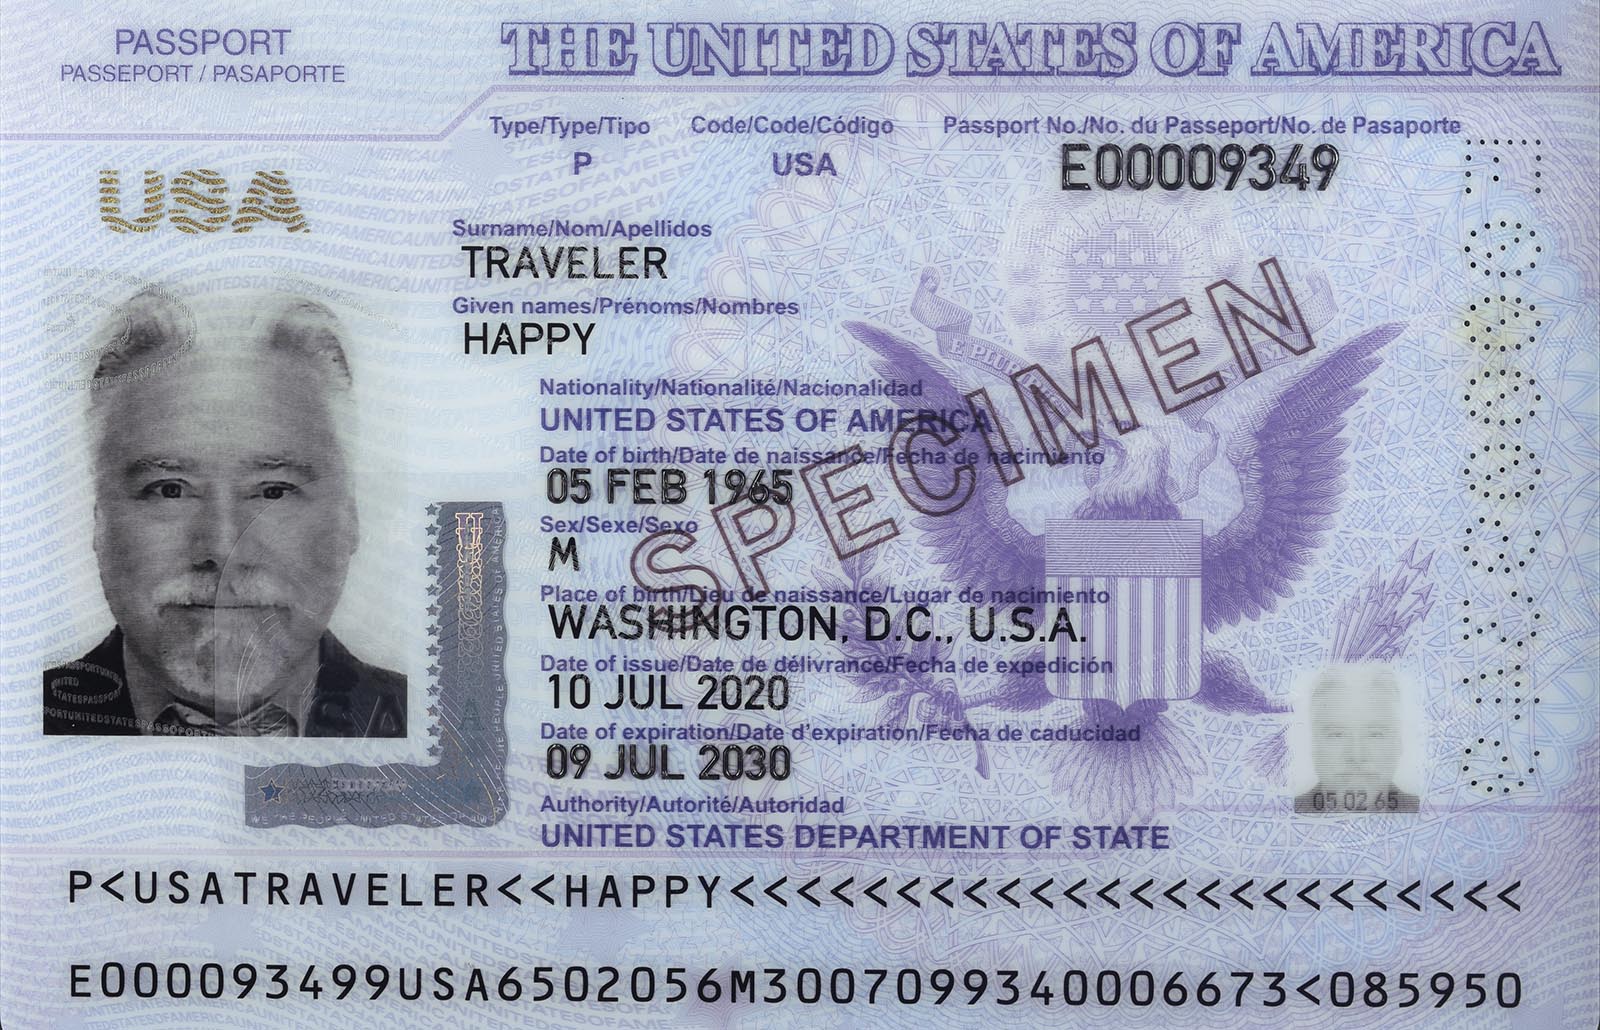 PASSPORT
PASSEPORT / PASAPORTE
THE UNITED STATES OF AMERICA
Type/Type/Tipo Code/Code/Código Passport No./No. du Passeport/No. de Pasaporte
P USA E00009349
USA
Surname/Nom/Apellidos
TRAVELER
Given names/Prénoms/Nombres
HAPPY
Nationality/Nationalité/Nacionalidad
UNITED STATES OF AMERICA
Date of birth/Date de naissance/Fecha de nacimiento
05 FEB 1965
Sex/Sexe/Sexo
M
Place of birth/Lieu de naissance/Lugar de nacimiento
WASHINGTON, D.C., U.S.A.
Date of issue/Date de délivrance/Fecha de expedición
10 JUL 2020
Date of expiration/Date d'expiration/Fecha de caducidad
09 JUL 2030
Authority/Autorité/Autoridad
UNITED STATES DEPARTMENT OF STATE
SPECIMEN
05 02 65
P<USATRAVELER<<HAPPY<<<<<<<<<<<<<<<<<<<<<<<<
E000093499USA6502056M3007099340006673<085950